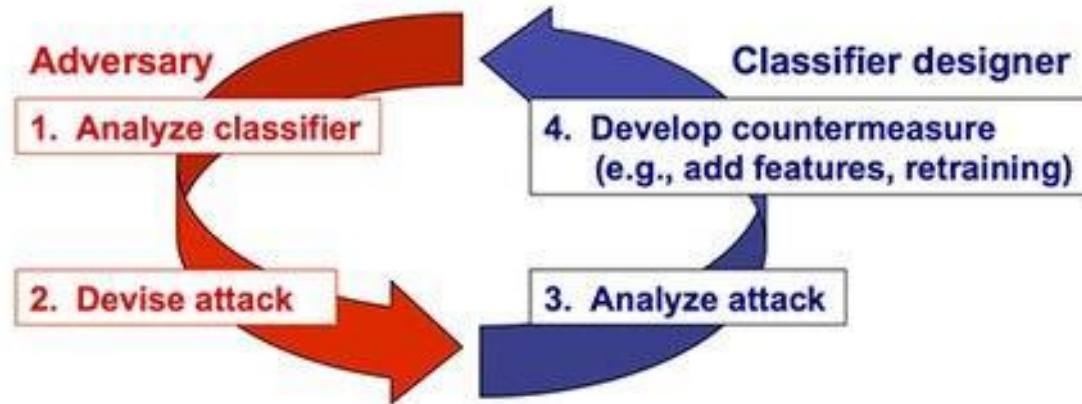 Adversary
1. Analyze classifier
2. Devise attack
Classifier designer
4. Develop countermeasure
(e.g., add features, retraining)
3. Analyze attack